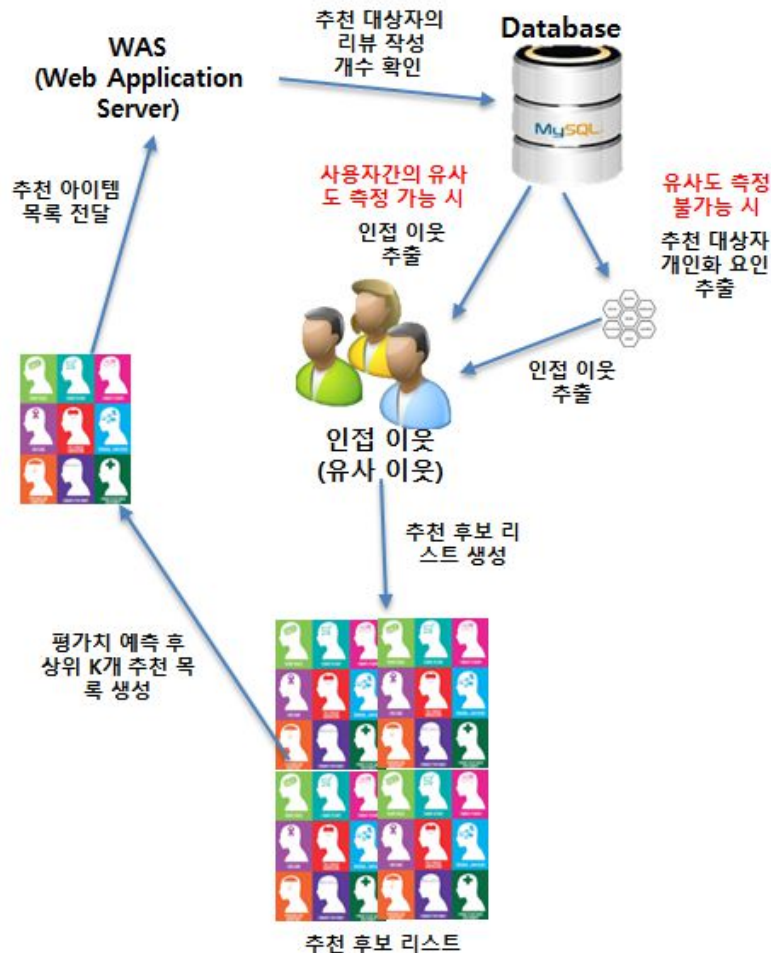 WAS
(Web Application
Server)
추천 대상자의
리뷰 작성
개수 확인
Database
MySQL
추천 아이템
목록 전달
사용자간의 유사
도 측정 가능 시
인접 이웃
추출
유사도 측정
불가능 시
추천 대상자
개인화 요인
추출
인접 이웃
추출
인접 이웃
(유사 이웃)
추천 후보 리
스트 생성
평가치 예측 후
상위 K개 추천 목
록 생성
추천 후보 리스트